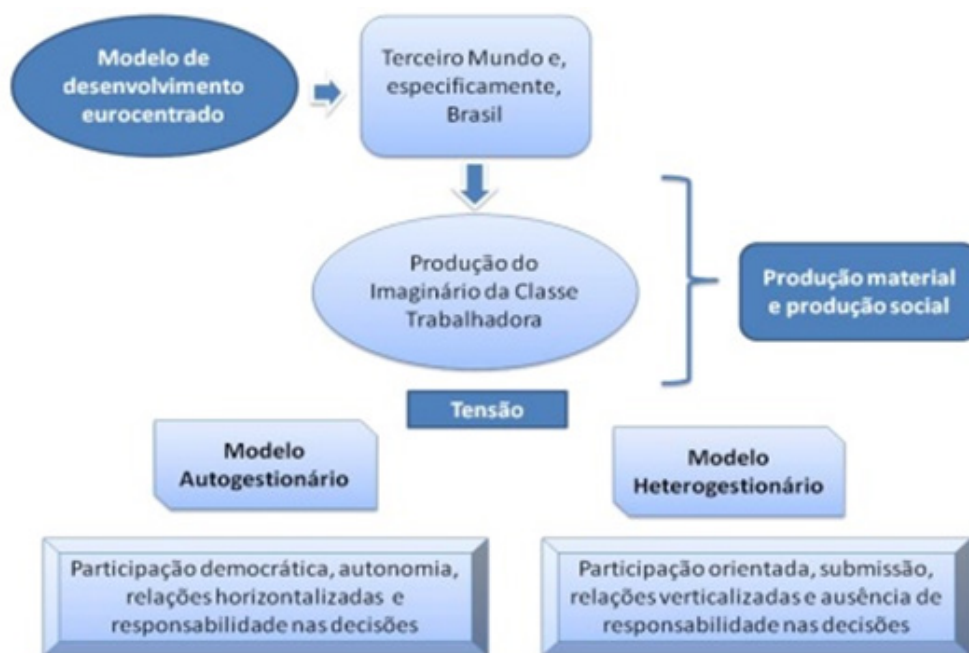 Modelo de
desenvolvimento
eurocentrado
Terceiro Mundo e,
especificamente,
Brasil
Produção do
Imaginário da Classe
Trabalhadora
Produção material
e produção social
Tensão
Modelo
Autogestionário
Modelo
Heterogestionário
Participação democrática, autonomia,
relações horizontalizadas e
responsabilidade nas decisões
Participação orientada, submissão,
relações verticalizadas e ausência de
responsabilidade nas decisões